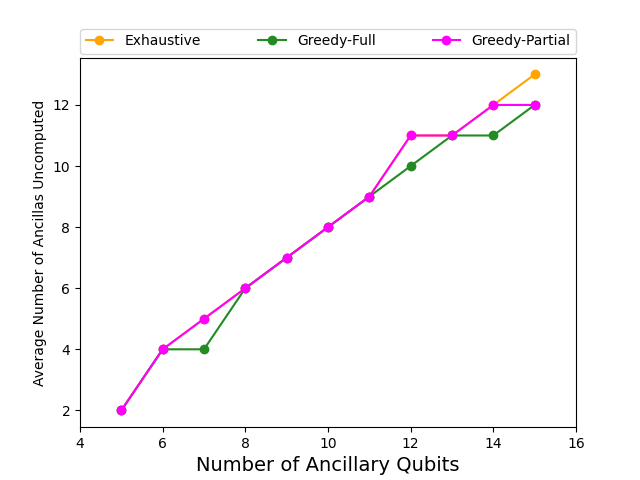 Exhaustive Greedy-Full Greedy-Partial
Average Number of Ancillas Uncomputed
12
10
8
6
4
2
4 6 8 10 12 14 16
Number of Ancillary Qubits